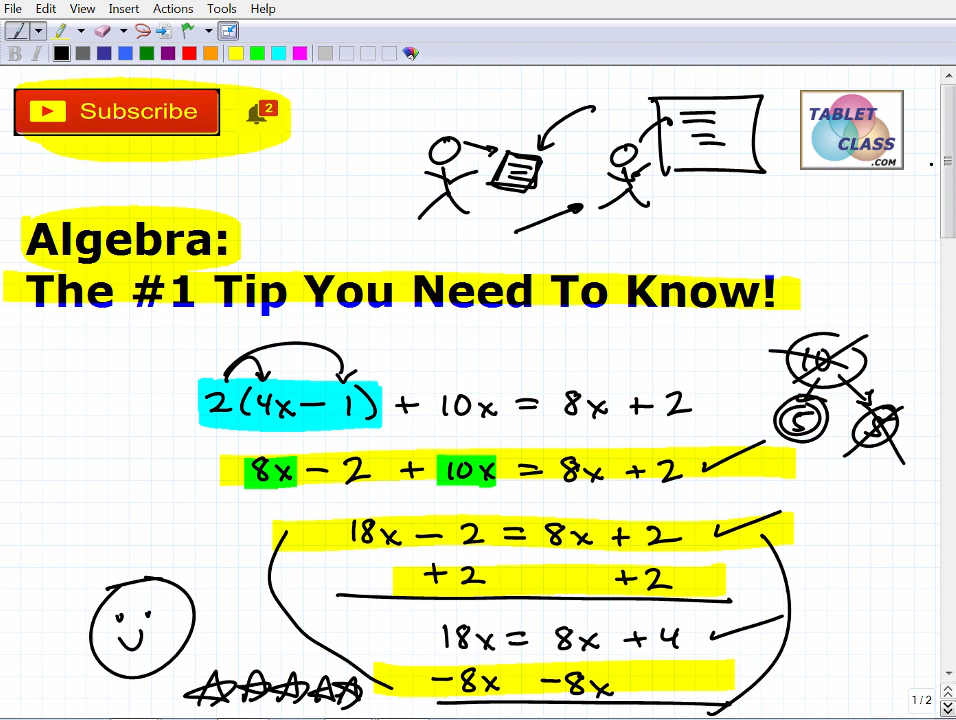 File Edit View Insert Actions Tools Help
B I
Subscribe
2
TABLET
CLASS
.COM
Algebra:
The #1 Tip You Need To Know!
10
5 5
2(4x − 1) + 10x = 8x + 2
8x − 2 + 10x = 8x + 2
18x − 2 = 8x + 2
+2 +2
18x = 8x + 4
−8x −8x
1 / 2